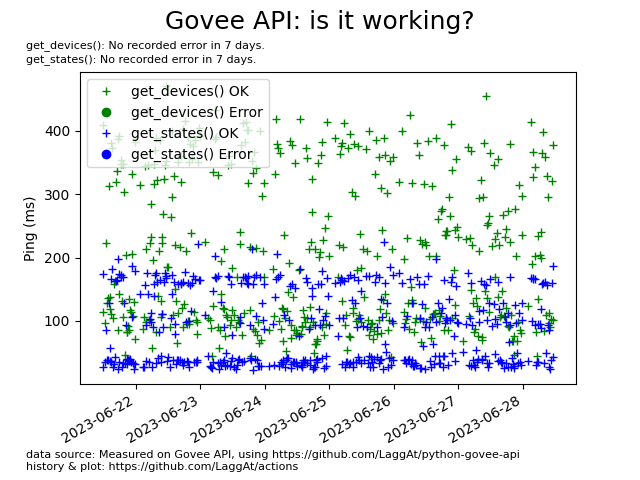 Govee API: is it working?
get_devices(): No recorded error in 7 days.
get_states(): No recorded error in 7 days.
get_devices() OK
get_devices() Error
get_states() OK
get_states() Error
Ping (ms)
400
300
200
100
2023-06-22
2023-06-23
2023-06-24
2023-06-25
2023-06-26
2023-06-27
2023-06-28
data source: Measured on Govee API, using https://github.com/LaggAt/python-govee-api
history & plot: https://github.com/LaggAt/actions